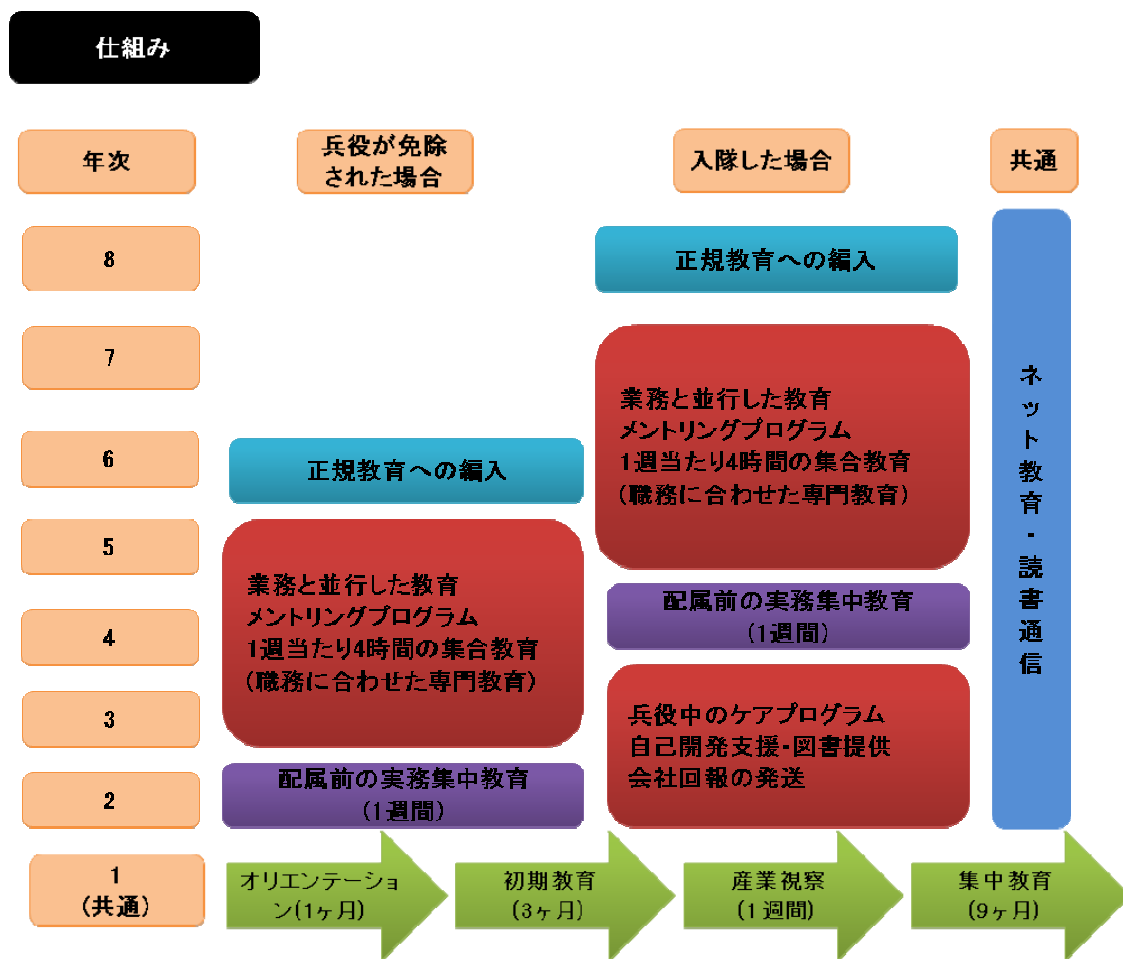 仕組み
年次
兵役が免除
された場合
入隊した場合
共通
8
正規教育への編入
7
業務と並行した教育
メントリングプログラム
1週当たり4時間の集合教育
(職務に合わせた専門教育)
6
正規教育への編入
5
業務と並行した教育
メントリングプログラム
1週当たり4時間の集合教育
(職務に合わせた専門教育)
配属前の実務集中教育
(1週間)
4
3
兵役中のケアプログラム
自己開発支援・図書提供
会社回報の発送
2
配属前の実務集中教育
(1週間)
ネット教育・読書通信
1
(共通)
オリエンテーショ
ン(1ヶ月)
初期教育
(3ヶ月)
産業視察
(1週間)
集中教育
(9ヶ月)